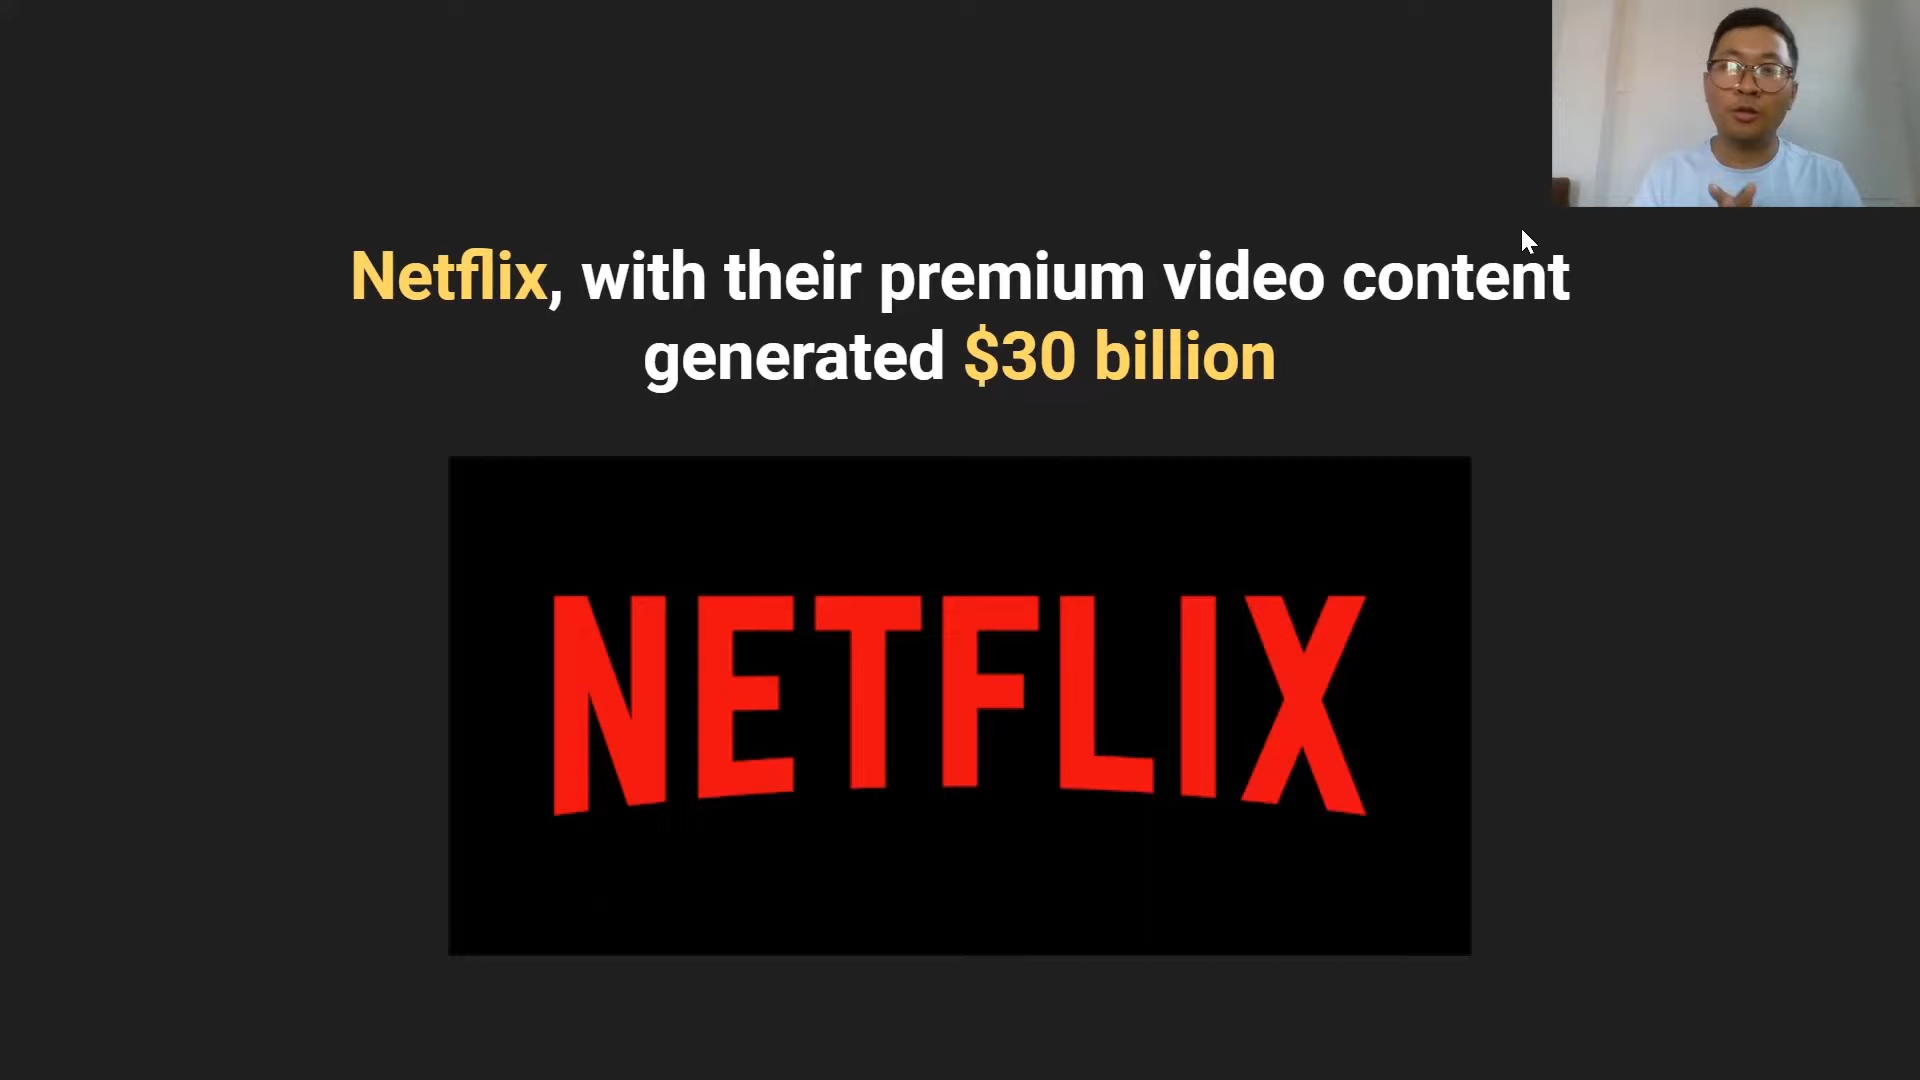 Netflix, with their premium video content
generated $30 billion
NETFLIX